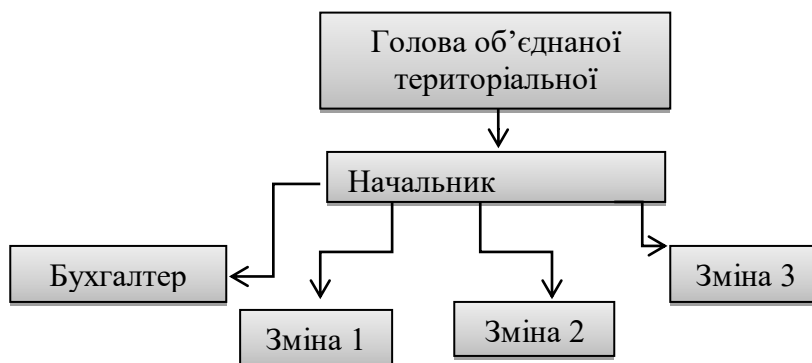 Голова об’єднаної
територіальної
Начальник
Бухгалтер
Зміна 1
Зміна 2
Зміна 3